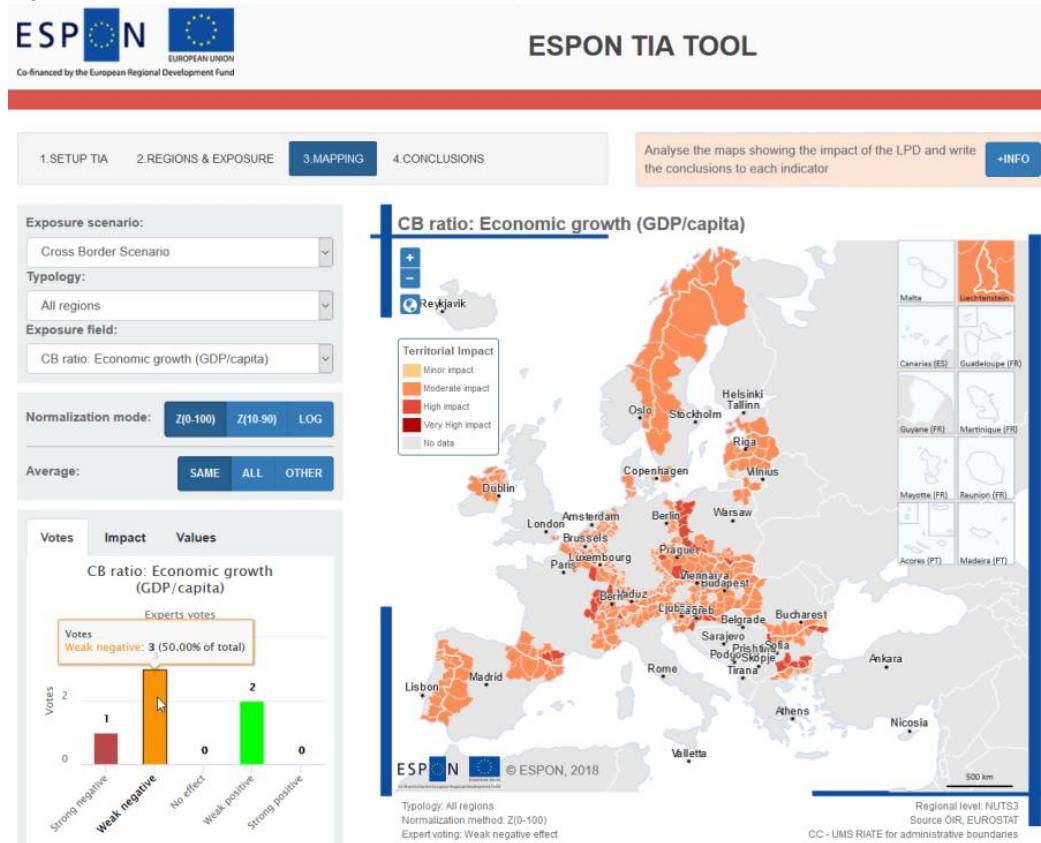 ESPON
EUROPEAN UNION
Co-financed by the European Regional Development Fund
ESPON TIA TOOL
1.SETUP TIA
2.REGIONS & EXPOSURE
3.MAPPING
4.CONCLUSIONS
Analyse the maps showing the impact of the LPD and write
the conclusions to each indicator
+INFO
Exposure scenario:
Cross Border Scenario
Typology:
All regions
Exposure field:
CB ratio: Economic growth (GDP/capita)
Normalization mode:
Z(0-100)
Z(10-90)
LOG
Average:
SAME
ALL
OTHER
Votes
Impact
Values
CB ratio: Economic growth
(GDP/capita)
Experts votes
Votes
Weak negative: 3 (50.00% of total)
Votes
2
0
1
3
0
2
0
Strong negative
Weak negative
No effect
Weak positive
Strong positive
CB ratio: Economic growth (GDP/capita)
+
−
Territorial Impact
Minor impact
Moderate impact
High impact
Very High impact
No data
Reykjavik
Helsinki
Tallinn
Oslo
Stockholm
Riga
Copenhagen
Vilnius
Dublin
Amsterdam
Berlin
Warsaw
London
Brussels
Luxembourg
Prague
Paris
Vienna
Budapest
Bern
Vaduz
Zagreb
Belgrade
Bucharest
Sarajevo
Prishtina
Sofia
Skopje
Tirana
Rome
Madrid
Lisbon
Ankara
Athens
Nicosia
Valletta
Malta
Liechtenstein
Canarias (ES)
Guadeloupe (FR)
Guyane (FR)
Martinique (FR)
Mayotte (FR)
Reunion (FR)
Acores (PT)
Madeira (PT)
ESPON
© ESPON, 2018
500 km
Typology: All regions
Normalization method: Z(0-100)
Expert voting: Weak negative effect
Regional level: NUTS3
Source ÖIR, EUROSTAT
CC - UMS RIATE for administrative boundaries